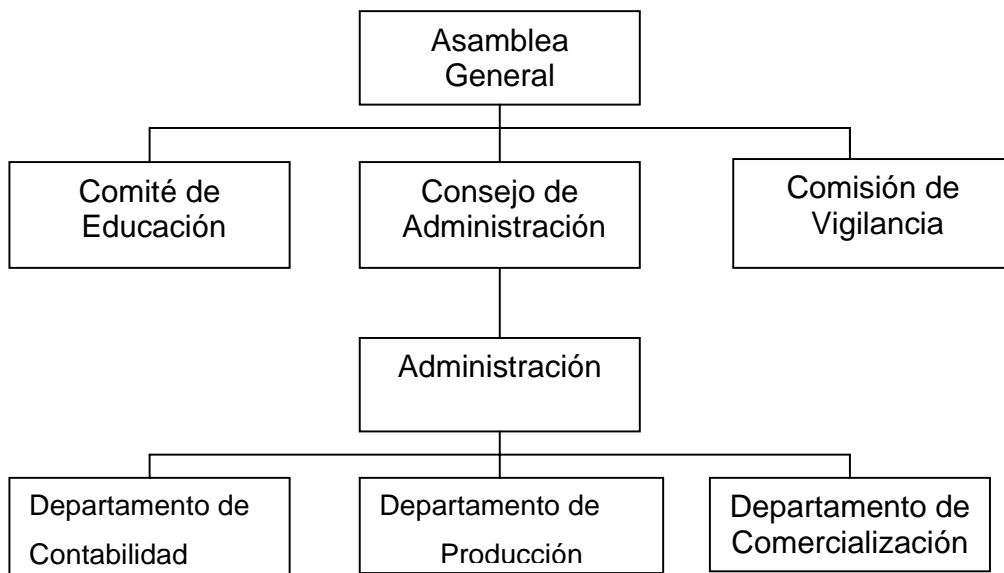 Asamblea
General
Comité de
Educación
Consejo de
Administración
Comisión de
Vigilancia
Administración
Departamento de
Contabilidad
Departamento de
Producción
Departamento de
Comercialización